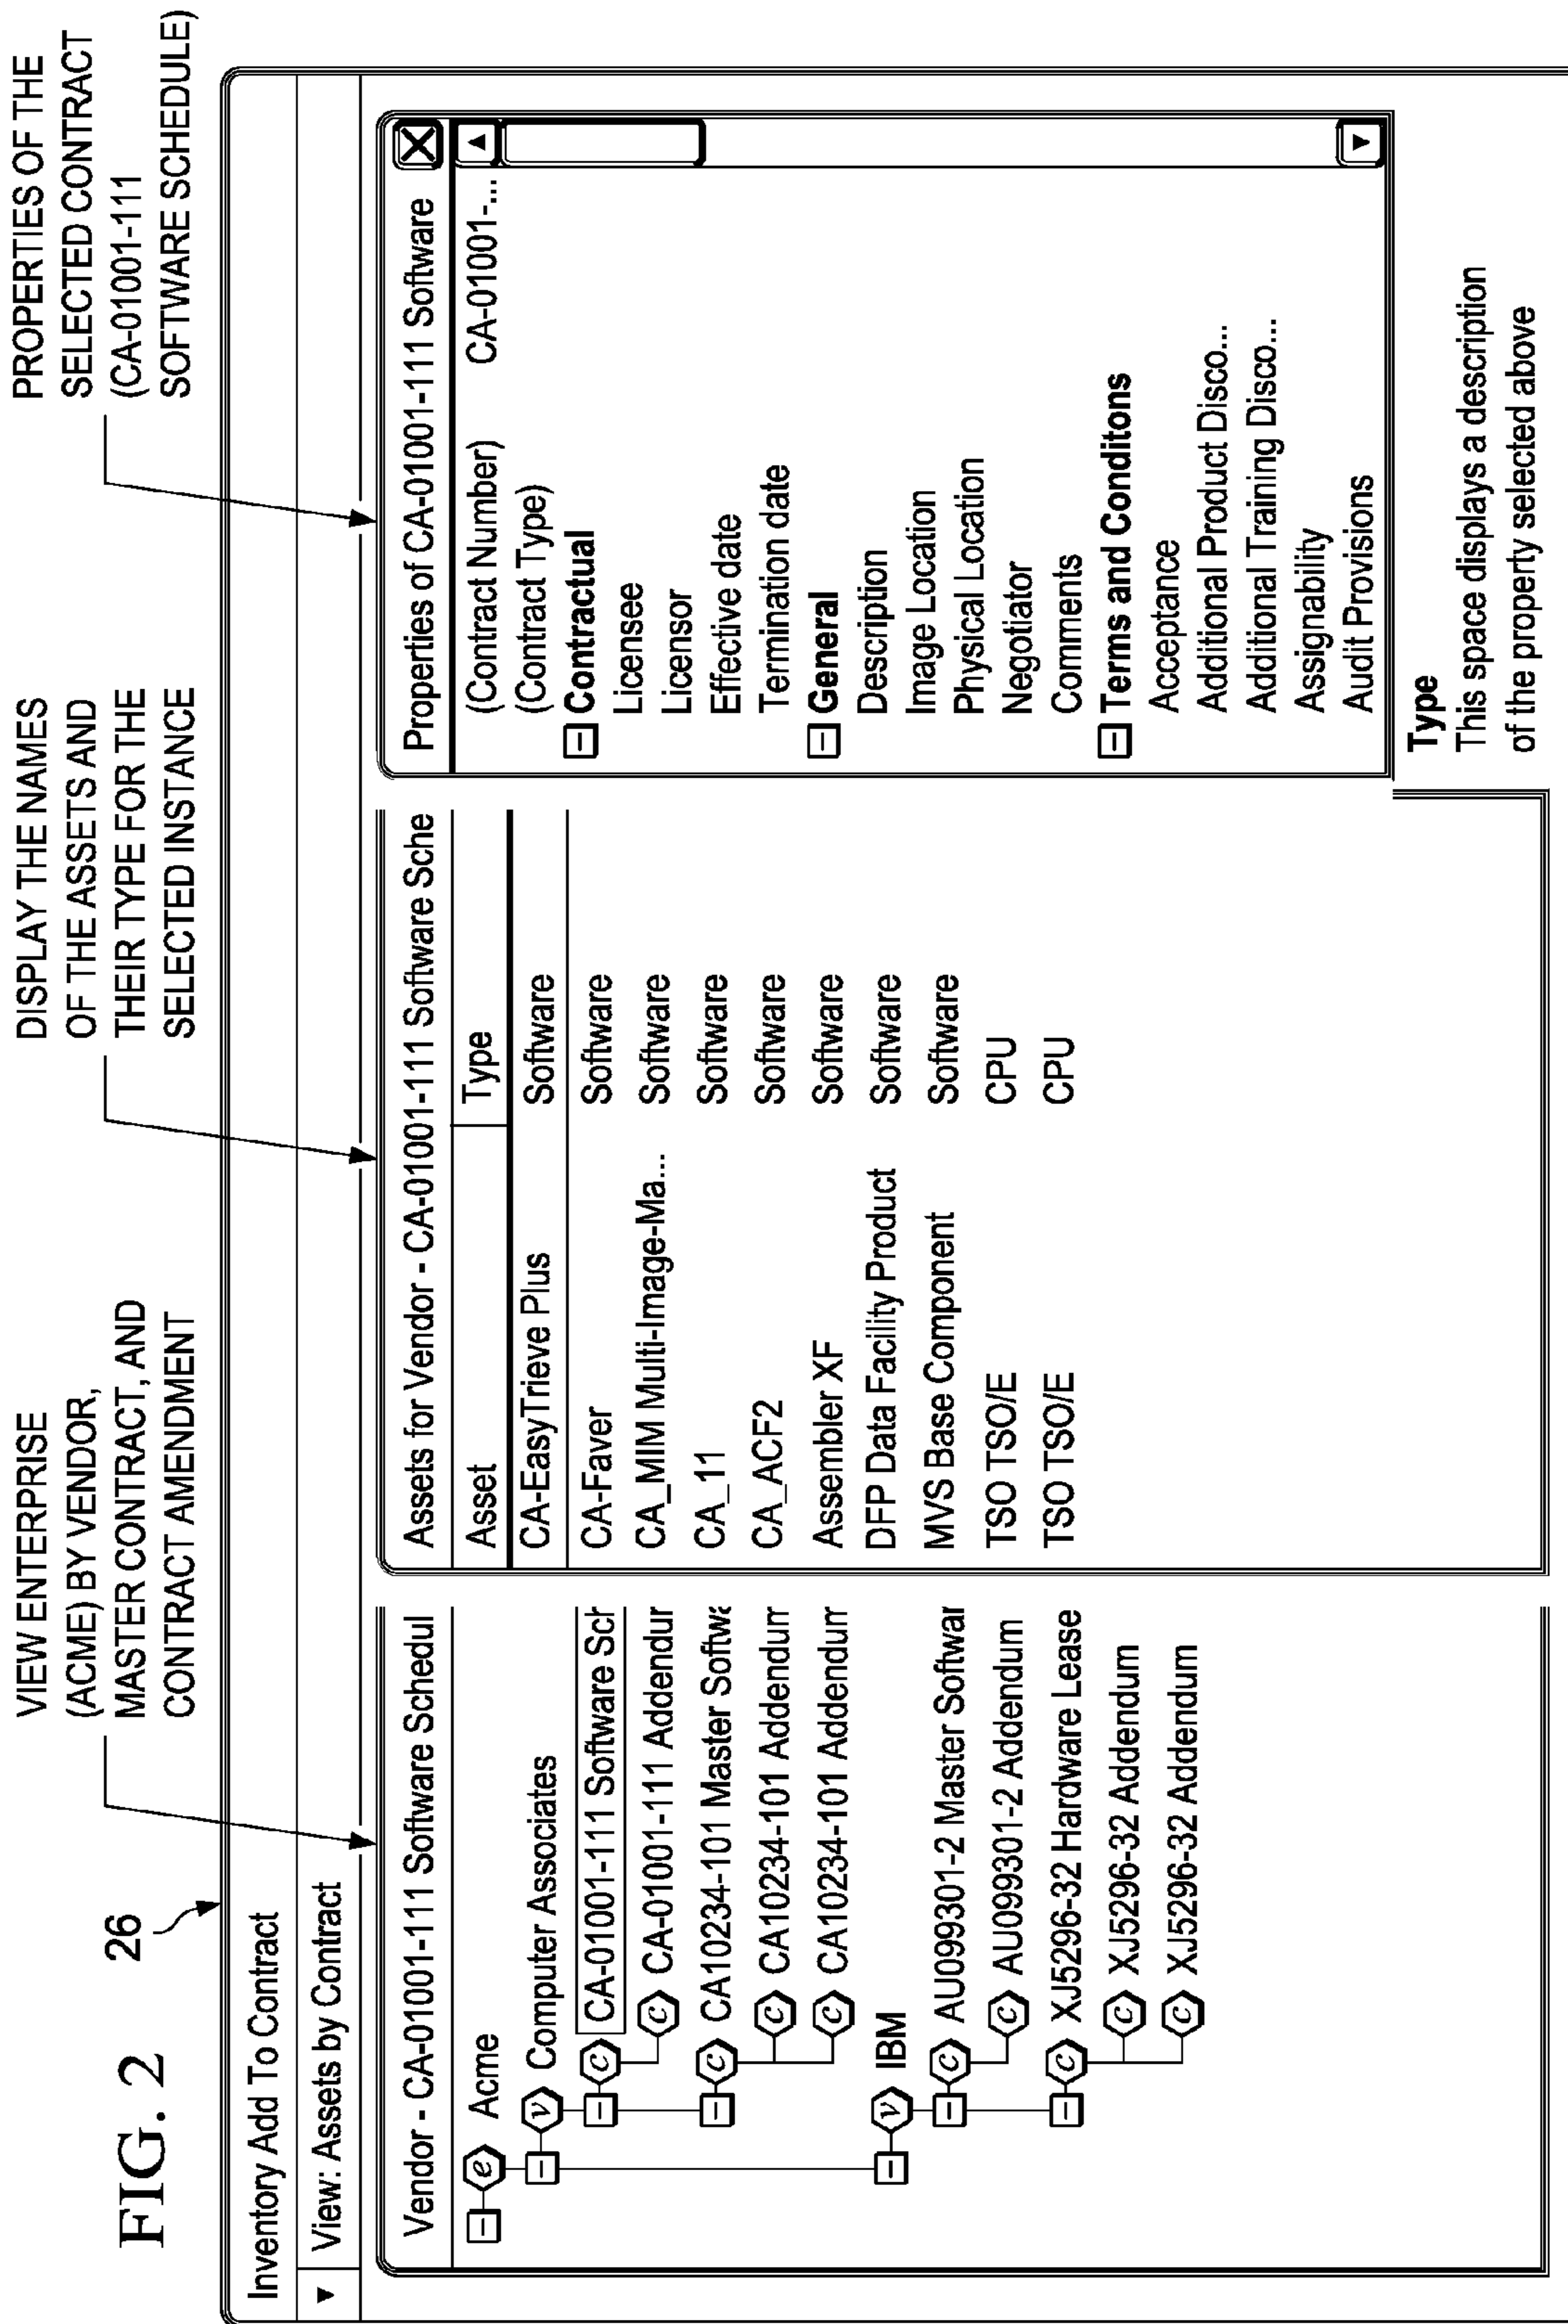 FIG. 2
26
VIEW ENTERPRISE
(ACME) BY VENDOR,
MASTER CONTRACT, AND
CONTRACT AMENDMENT
DISPLAY THE NAMES
OF THE ASSETS AND
THEIR TYPE FOR THE
SELECTED INSTANCE
PROPERTIES OF THE
SELECTED CONTRACT
(CA-01001-111
SOFTWARE SCHEDULE)
Inventory Add To Contract
▼ View: Assets by Contract
Vendor - CA-01001-111 Software Schedul
e Acme
v Computer Associates
c CA-01001-111 Software Sch
c CA-01001-111 Addendum
c CA10234-101 Master Softwa
c CA10234-101 Addendum
c CA10234-101 Addendum
v IBM
c AU099301-2 Master Softwar
c AU099301-2 Addendum
c XJ5296-32 Hardware Lease
c XJ5296-32 Addendum
c XJ5296-32 Addendum
Assets for Vendor - CA-01001-111 Software Sche
Asset Type
CA-EasyTrieve Plus Software
CA-Faver Software
CA_MIM Multi-Image-Ma... Software
CA_11 Software
CA_ACF2 Software
Assembler XF Software
DFP Data Facility Product Software
MVS Base Component Software
TSO TSO/E CPU
TSO TSO/E CPU
Properties of CA-01001-111 Software
(Contract Number) CA-01001-...
(Contract Type)
Contractual
Licensee
Licensor
Effective date
Termination date
General
Description
Image Location
Physical Location
Negotiator
Comments
Terms and Conditons
Acceptance
Additional Product Disco...
Additional Training Disco...
Assignability
Audit Provisions
Type
This space displays a description
of the property selected above